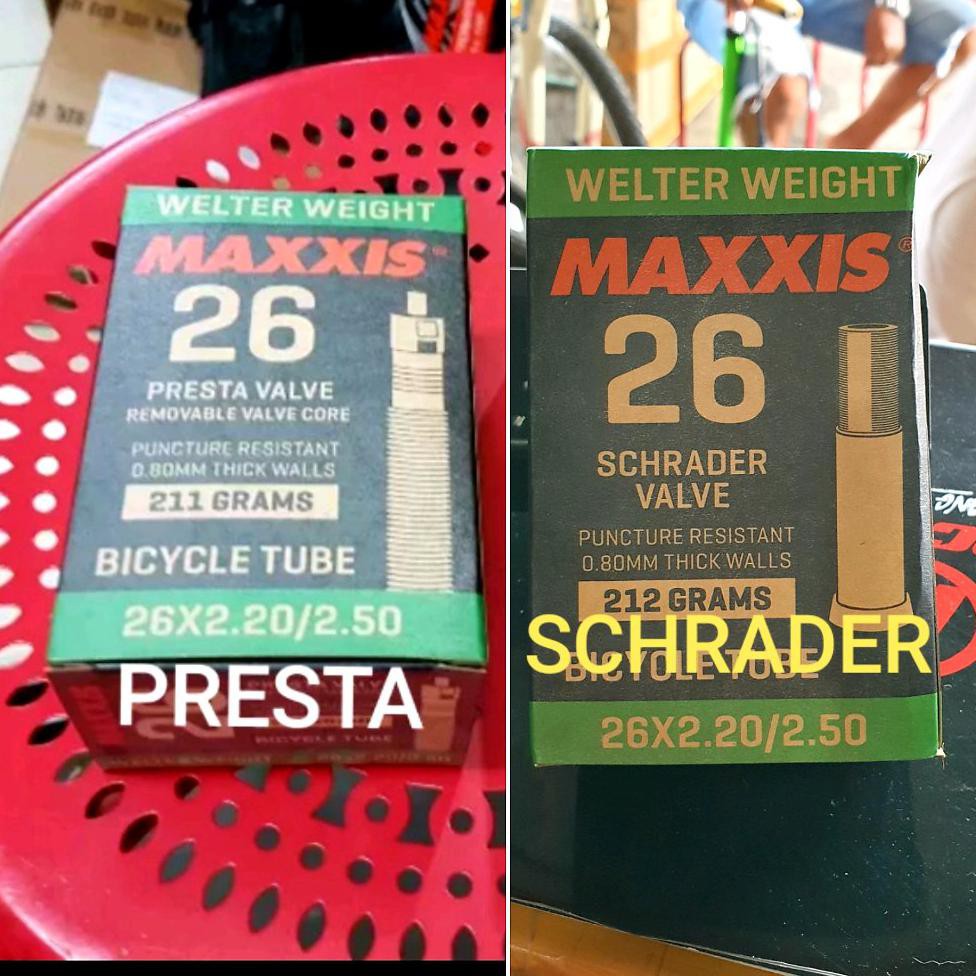 WELTER WEIGHT
MAXXIS®
26
PRESTA VALVE
REMOVABLE VALVE CORE
PUNCTURE RESISTANT
0.80MM THICK WALLS
211 GRAMS
BICYCLE TUBE
26X2.20/2.50
PRESTA
BICYCLE TUBE
WELTER WEIGHT
MAXXIS®
26
SCHRADER
VALVE
PUNCTURE RESISTANT
0.80MM THICK WALLS
212 GRAMS
SCHRADER
BICYCLE TUBE
26X2.20/2.50